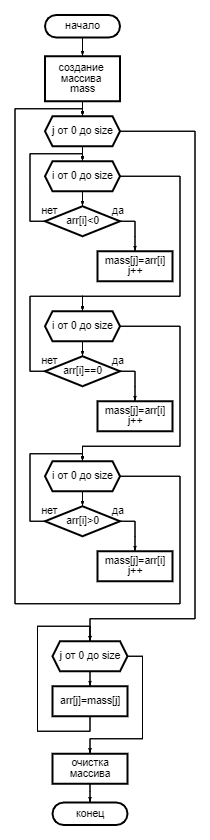 начало
создание
массива
mass
j от 0 до size
i от 0 до size
нет
да
arr[i]<0
mass[j]=arr[i]
j++
i от 0 до size
нет
да
arr[i]==0
mass[j]=arr[i]
j++
i от 0 до size
нет
да
arr[i]>0
mass[j]=arr[i]
j++
j от 0 до size
arr[j]=mass[j]
очистка
массива
конец